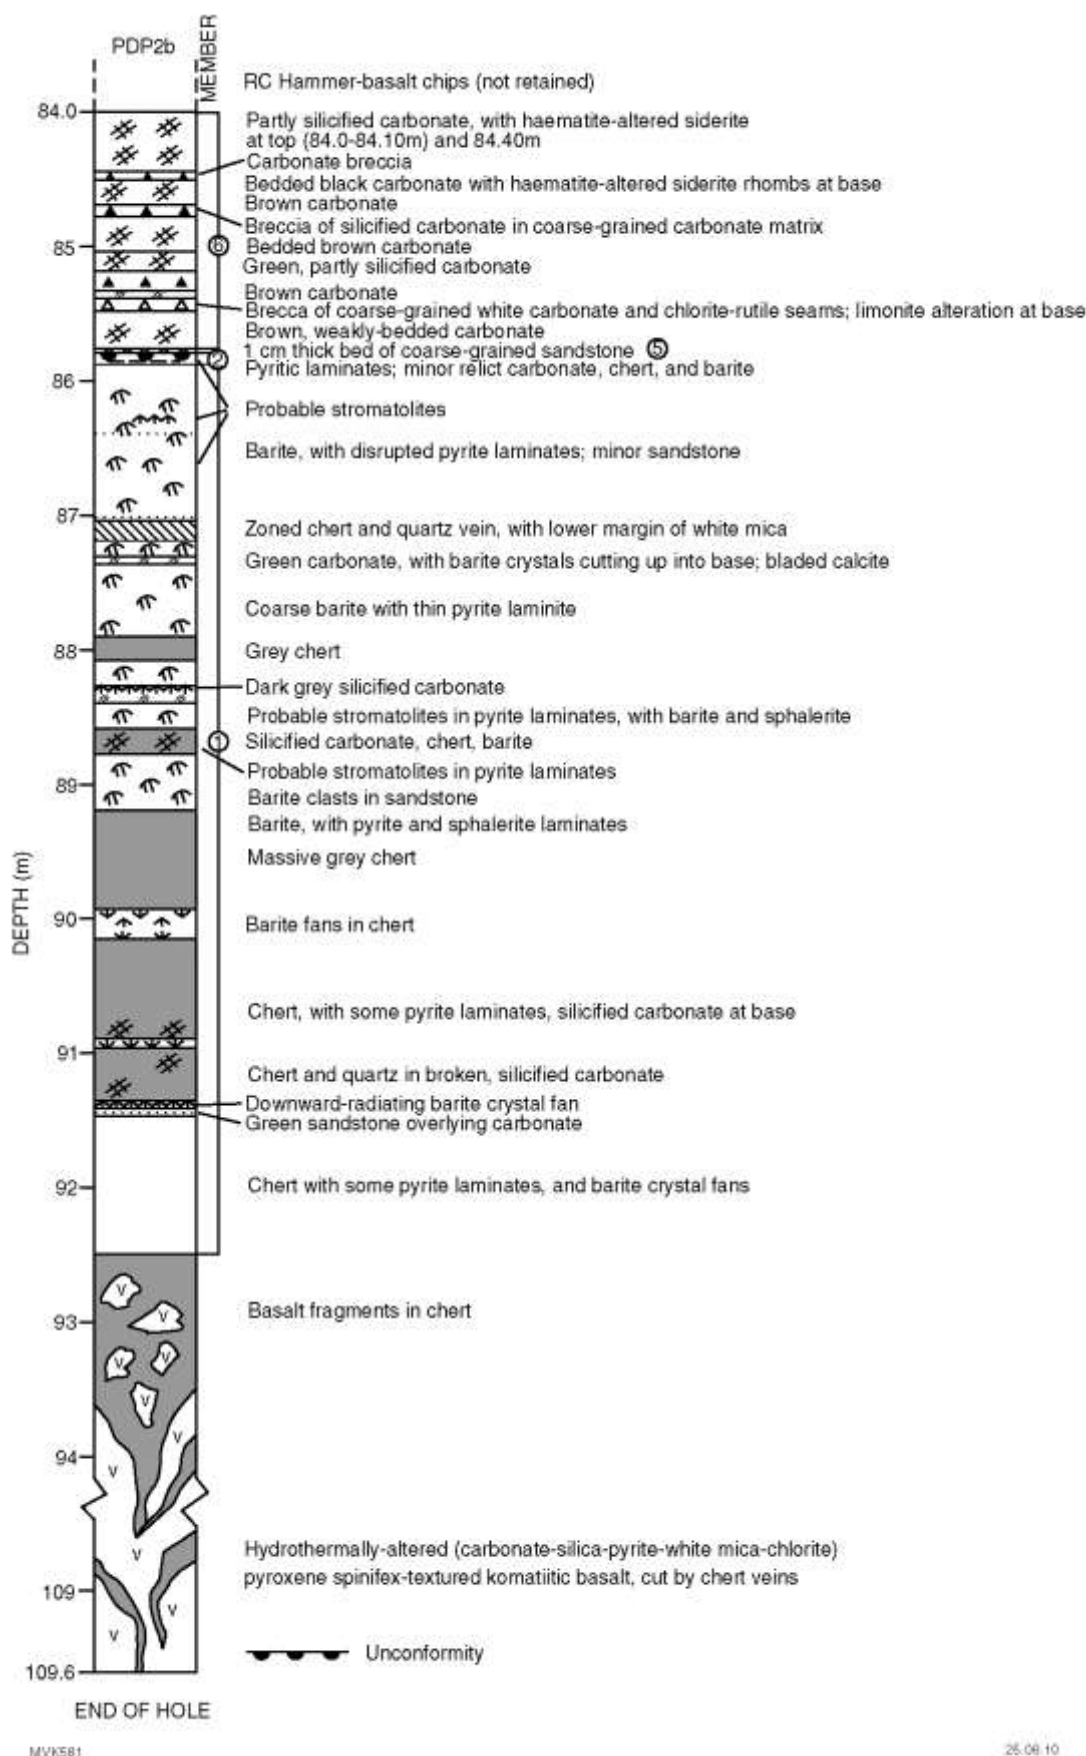 PDP2b
MEMBER
RC Hammer-basalt chips (not retained)
84.0
Partly silicified carbonate, with haematite-altered siderite
at top (84.0-84.10m) and 84.40m
Carbonate breccia
Bedded black carbonate with haematite-altered siderite rhombs at base
Brown carbonate
Breccia of silicified carbonate in coarse-grained carbonate matrix
85
6
Bedded brown carbonate
Green, partly silicified carbonate
Brown carbonate
Brecca of coarse-grained white carbonate and chlorite-rutile seams; limonite alteration at base
Brown, weakly-bedded carbonate
1 cm thick bed of coarse-grained sandstone 5
2
Pyritic laminates; minor relict carbonate, chert, and barite
86
Probable stromatolites
Barite, with disrupted pyrite laminates; minor sandstone
87
Zoned chert and quartz vein, with lower margin of white mica
Green carbonate, with barite crystals cutting up into base; bladed calcite
Coarse barite with thin pyrite laminite
88
Grey chert
Dark grey silicified carbonate
Probable stromatolites in pyrite laminates, with barite and sphalerite
1
Silicified carbonate, chert, barite
Probable stromatolites in pyrite laminates
89
Barite clasts in sandstone
Barite, with pyrite and sphalerite laminates
Massive grey chert
DEPTH (m)
90
Barite fans in chert
Chert, with some pyrite laminates, silicified carbonate at base
91
Chert and quartz in broken, silicified carbonate
Downward-radiating barite crystal fan
Green sandstone overlying carbonate
92
Chert with some pyrite laminates, and barite crystal fans
V
93
Basalt fragments in chert
V
V
V
V
V
94
V
V
Hydrothermally-altered (carbonate-silica-pyrite-white mica-chlorite)
109
pyroxene spinifex-textured komatiitic basalt, cut by chert veins
V
V
Unconformity
109.6
END OF HOLE
MVK581
25.08.10